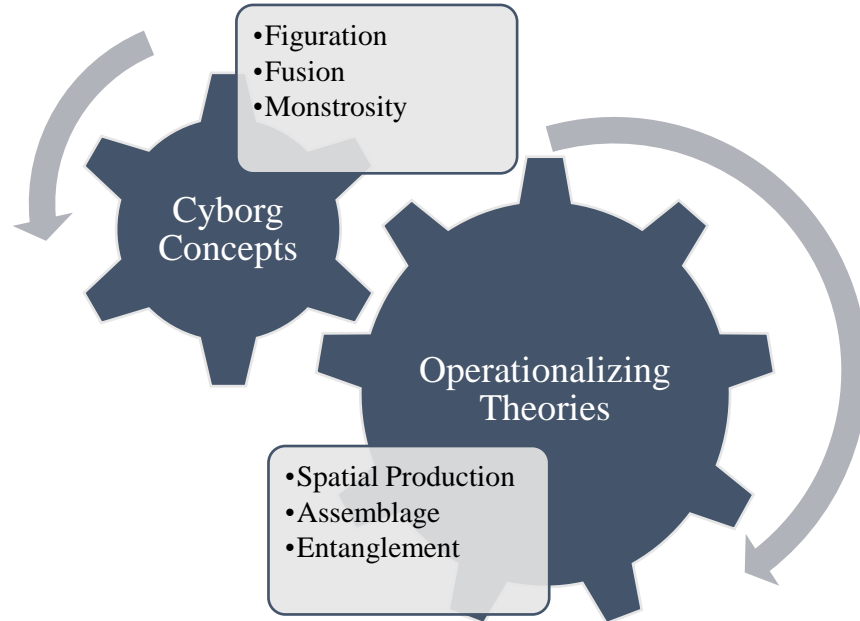 •Figuration
•Fusion
•Monstrosity
Cyborg
Concepts
Operationalizing
Theories
•Spatial Production
•Assemblage
•Entanglement